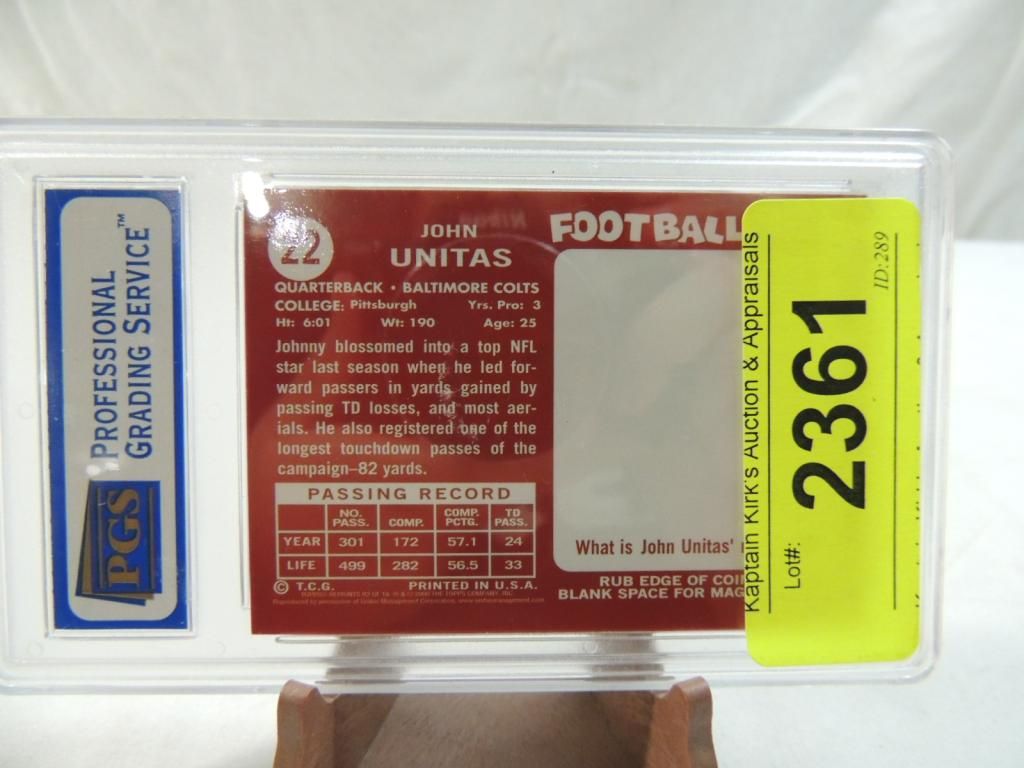 PROFESSIONAL
GRADING SERVICE™
PGS
22
JOHN
UNITAS
QUARTERBACK • BALTIMORE COLTS
COLLEGE: Pittsburgh Yrs. Pro: 3
Ht: 6:01 Wt: 190 Age: 25
Johnny blossomed into a top NFL
star last season when he led for-
ward passers in yards gained by
passing TD losses, and most aer-
ials. He also registered one of the
longest touchdown passes of the
campaign–82 yards.
PASSING RECORD
NO. PASS. COMP. COMP. PCTG. TD PASS.
YEAR 301 172 57.1 24
LIFE 499 282 56.5 33
© T.C.G. PRINTED IN U.S.A.
FOOTBALL
What is John Unitas'
RUB EDGE OF
BLANK SPACE FOR
Kaptain Kirk's Auction & Appraisals
Lot#:
2361
ID:289